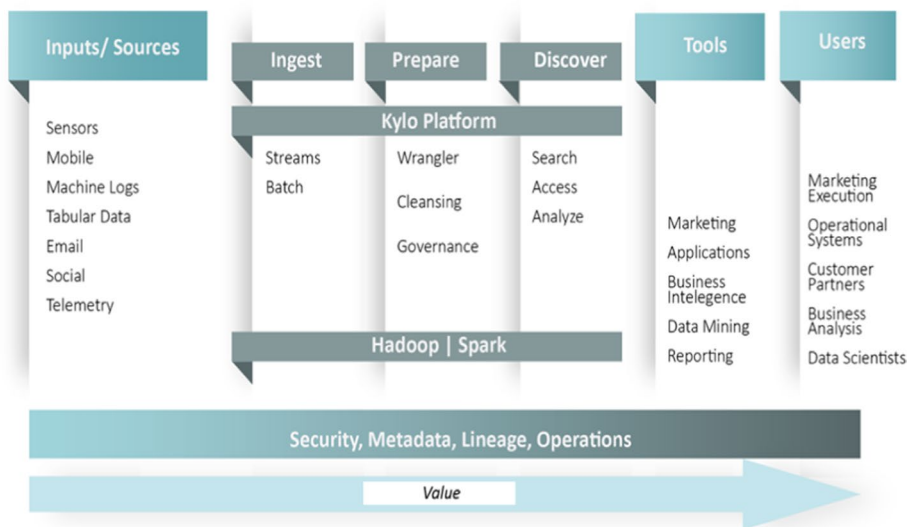 Inputs/ Sources
Sensors
Mobile
Machine Logs
Tabular Data
Email
Social
Telemetry
Ingest
Prepare
Discover
Kylo Platform
Streams
Batch
Wrangler
Cleansing
Governance
Search
Access
Analyze
Hadoop | Spark
Tools
Marketing
Applications
Business
Intelegence
Data Mining
Reporting
Users
Marketing
Execution
Operational
Systems
Customer
Partners
Business
Analysis
Data Scientists
Security, Metadata, Lineage, Operations
Value